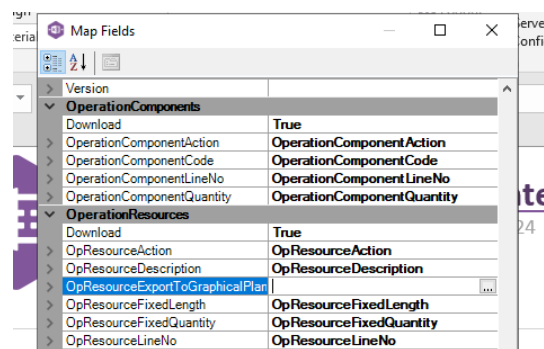 Map Fields
Version
OperationComponents
Download True
OperationComponentAction OperationComponentAction
OperationComponentCode OperationComponentCode
OperationComponentLineNo OperationComponentLineNo
OperationComponentQuantity OperationComponentQuantity
OperationResources
Download True
OpResourceAction OpResourceAction
OpResourceDescription OpResourceDescription
OpResourceExportToGraphicalPlan ...
OpResourceFixedLength OpResourceFixedLength
OpResourceFixedQuantity OpResourceFixedQuantity
OpResourceLineNo OpResourceLineNo
24